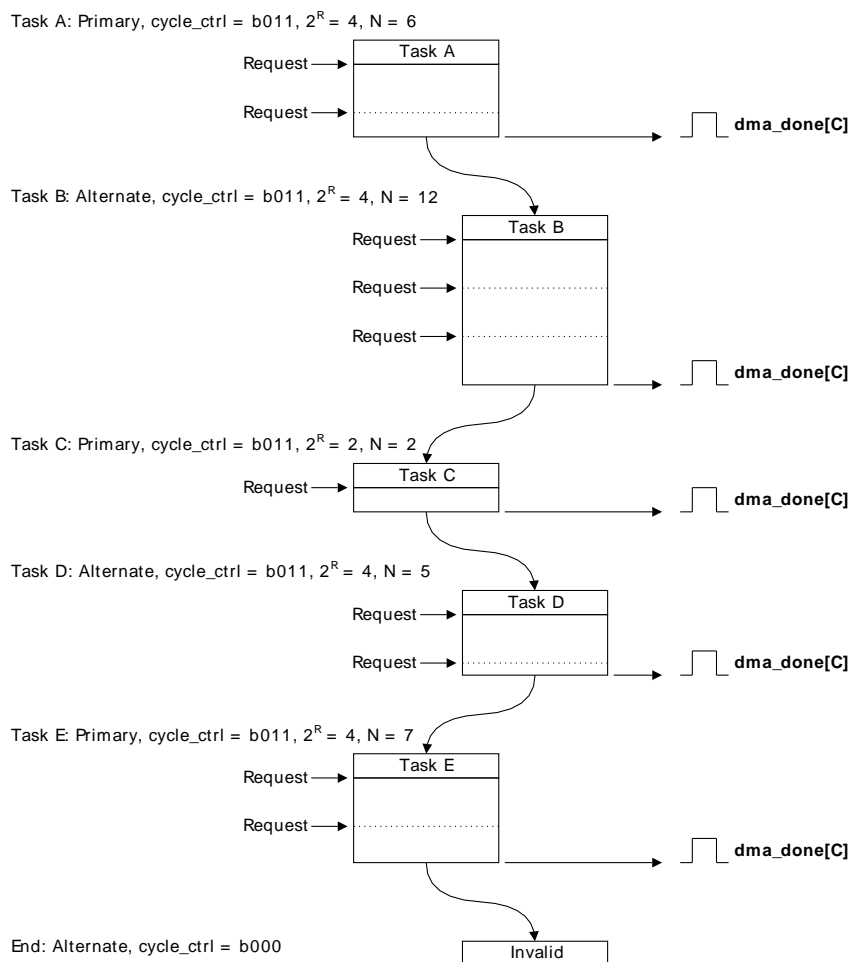 Task A: Primary, cycle_ctrl = b011, 2^R = 4, N = 6
Task A
Request
Request
dma_done[C]
Task B: Alternate, cycle_ctrl = b011, 2^R = 4, N = 12
Task B
Request
Request
Request
dma_done[C]
Task C: Primary, cycle_ctrl = b011, 2^R = 2, N = 2
Task C
Request
dma_done[C]
Task D: Alternate, cycle_ctrl = b011, 2^R = 4, N = 5
Task D
Request
Request
dma_done[C]
Task E: Primary, cycle_ctrl = b011, 2^R = 4, N = 7
Task E
Request
Request
dma_done[C]
End: Alternate, cycle_ctrl = b000
Invalid